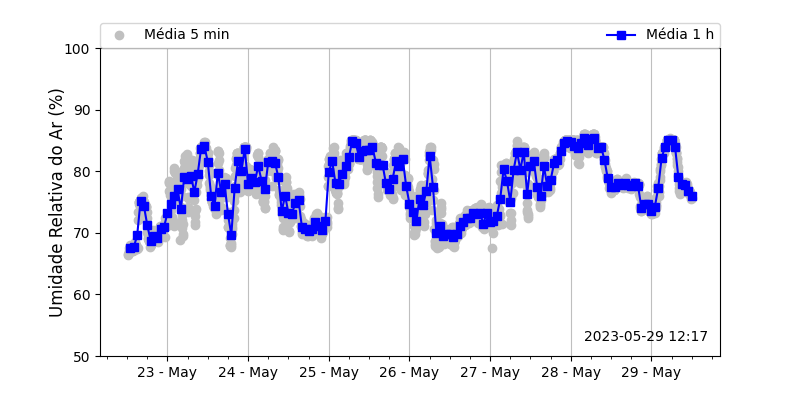 Média 5 min
Média 1 h
Umidade Relativa do Ar (%)
100
90
80
70
60
50
2023-05-29 12:17
23 - May
24 - May
25 - May
26 - May
27 - May
28 - May
29 - May